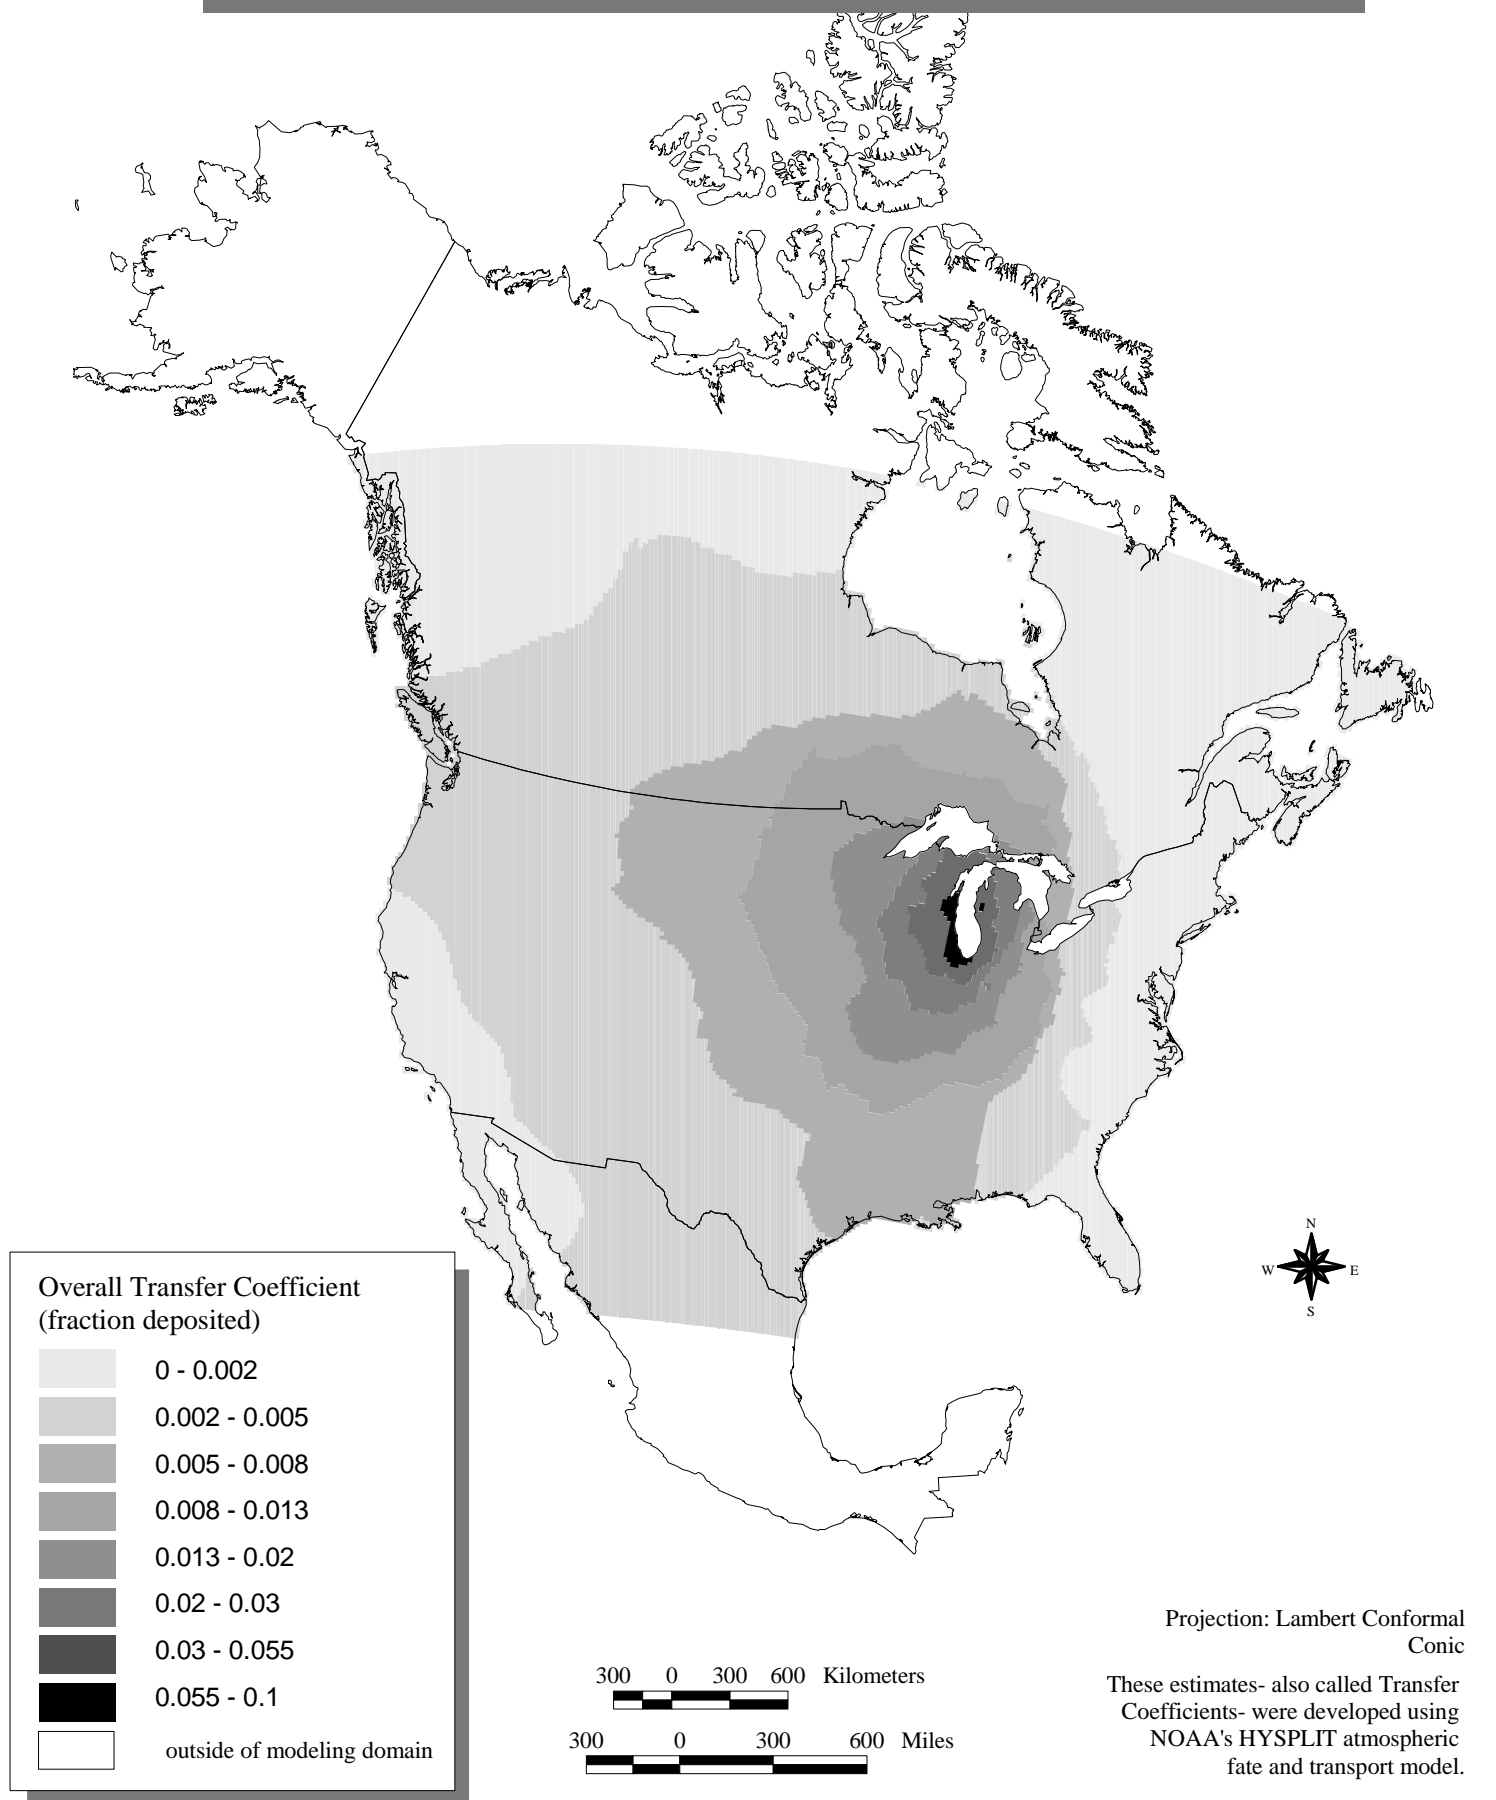 N
W E
S
Overall Transfer Coefficient
(fraction deposited)
0 - 0.002
0.002 - 0.005
0.005 - 0.008
0.008 - 0.013
0.013 - 0.02
0.02 - 0.03
0.03 - 0.055
0.055 - 0.1
outside of modeling domain
300 0 300 600 Kilometers
300 0 300 600 Miles
Projection: Lambert Conformal
Conic
These estimates- also called Transfer
Coefficients- were developed using
NOAA's HYSPLIT atmospheric
fate and transport model.